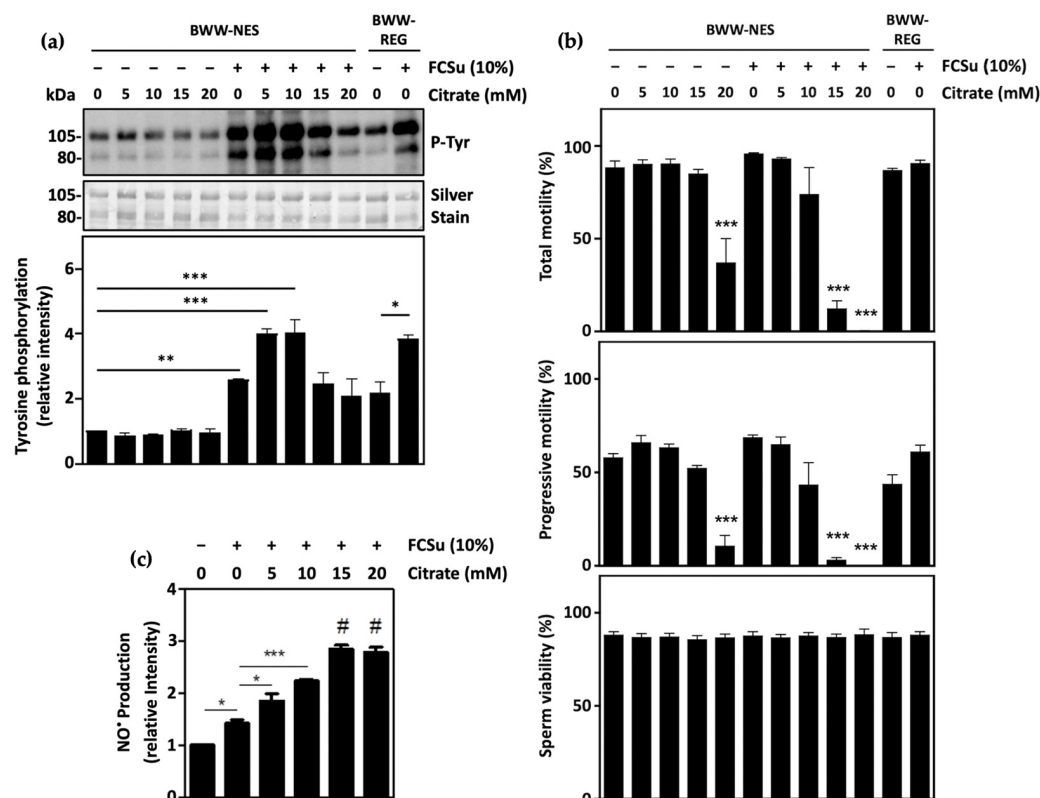 (a)
BWW-NES
BWW-
REG
– – – – – + + + + + – + FCSu (10%)
kDa 0 5 10 15 20 0 5 10 15 20 0 0 Citrate (mM)
105-
80-
P-Tyr
105-
80-
Silver
Stain
Tyrosine phosphorylation
(relative intensity)
6
4
2
0
***
***
**
*
(b)
BWW-NES
BWW-
REG
– – – – – + + + + + – + FCSu (10%)
0 5 10 15 20 0 5 10 15 20 0 0 Citrate (mM)
Total motility (%)
100
50
0
***
***
***
Progressive motility (%)
100
50
0
***
***
***
Sperm viability (%)
100
50
0
(c)
– + + + + + FCSu (10%)
0 0 5 10 15 20 Citrate (mM)
NO• Production
(relative Intensity)
4
3
2
1
0
*
*
***
#
#